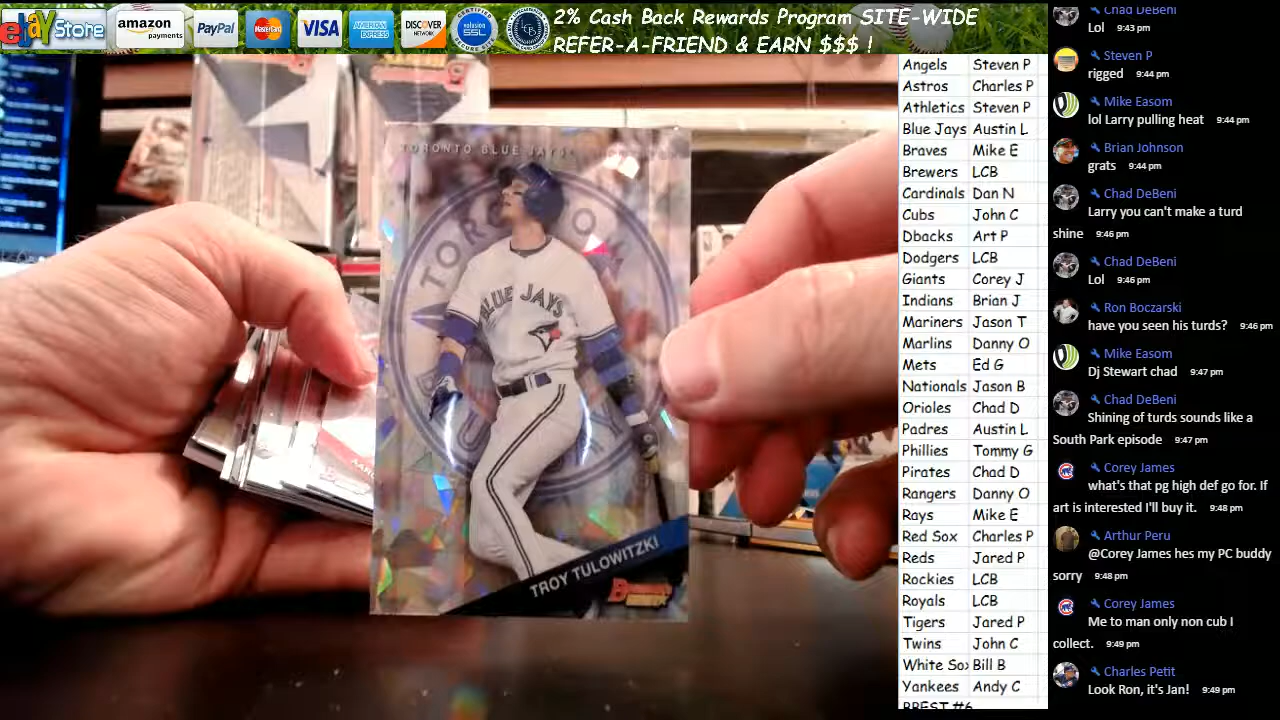 ebay Store
amazon
payments
PayPal
MasterCard
VISA
AMERICAN
EXPRESS
DISCOVER
NETWORK
volusion
SSL
2% Cash Back Rewards Program SITE-WIDE
REFER-A-FRIEND & EARN $$$ !
TORONTO BLUE JAYS
TORO
BLUE JAYS
TROY TULOWITZKI
Angels Steven P
Astros Charles P
Athletics Steven P
Blue Jays Austin L
Braves Mike E
Brewers LCB
Cardinals Dan N
Cubs John C
Dbacks Art P
Dodgers LCB
Giants Corey J
Indians Brian J
Mariners Jason T
Marlins Danny O
Mets Ed G
Nationals Jason B
Orioles Chad D
Padres Austin L
Phillies Tommy G
Pirates Chad D
Rangers Danny O
Rays Mike E
Red Sox Charles P
Reds Jared P
Rockies LCB
Royals LCB
Tigers Jared P
Twins John C
White Sox Bill B
Yankees Andy C
BBEST #6
Chad DeBeni
Lol 9:43 pm
Steven P
rigged 9:44 pm
Mike Easom
lol Larry pulling heat 9:44 pm
Brian Johnson
grats 9:44 pm
Chad DeBeni
Larry you can't make a turd
shine 9:46 pm
Chad DeBeni
Lol 9:46 pm
Ron Boczarski
have you seen his turds? 9:46 pm
Mike Easom
Dj Stewart chad 9:47 pm
Chad DeBeni
Shining of turds sounds like a
South Park episode 9:47 pm
Corey James
what's that pg high def go for. If
art is interested I'll buy it. 9:48 pm
Arthur Peru
@Corey James hes my PC buddy
sorry 9:48 pm
Corey James
Me to man only non cub I
collect. 9:49 pm
Charles Petit
Look Ron, it's Jan! 9:49 pm